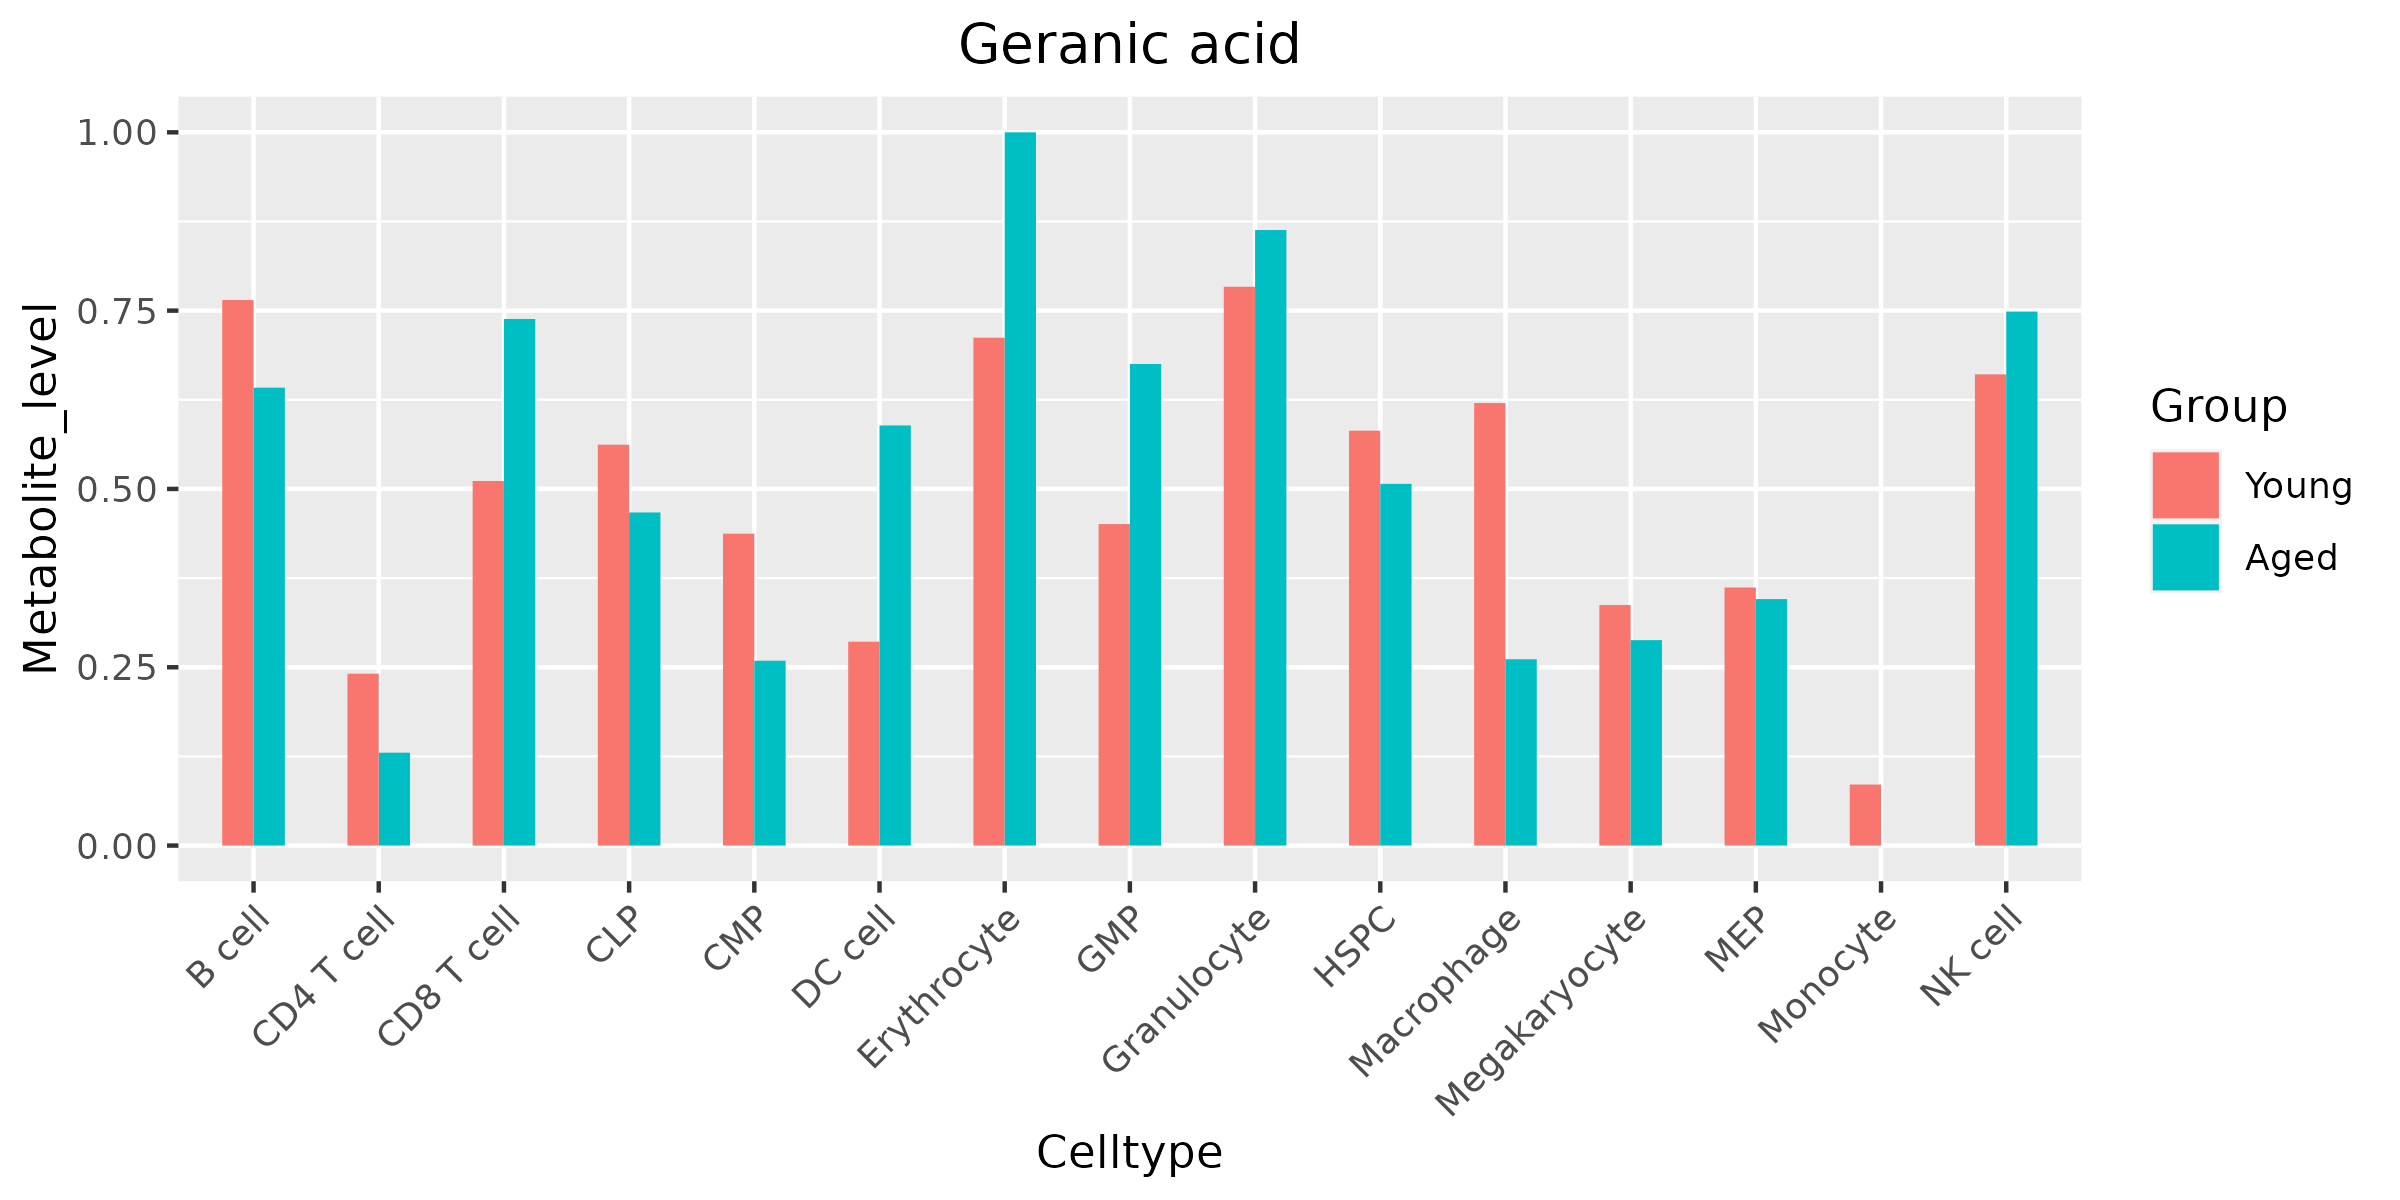 Geranic acid
Metabolite_level
1.00
0.75
0.50
0.25
0.00
B cell
CD4 T cell
CD8 T cell
CLP
CMP
DC cell
Erythrocyte
GMP
Granulocyte
HSPC
Macrophage
Megakaryocyte
MEP
Monocyte
NK cell
Celltype
Group
Young
Aged